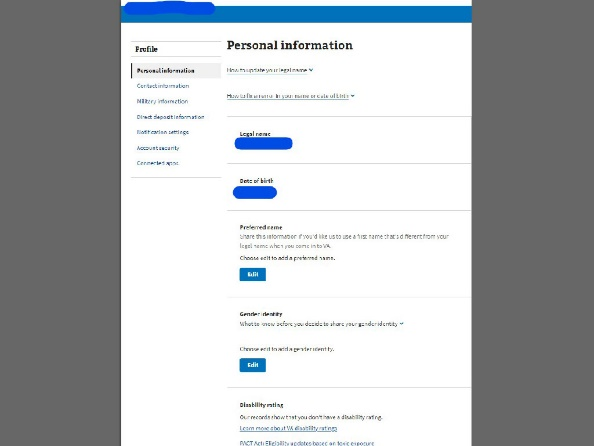 Profile
Personal information
Contact information
Military information
Direct deposit information
Notification settings
Account security
Connected apps
Personal information
How to update your legal name
How to fix an error in your name or date of birth
Legal name
Date of birth
Preferred name
Share this information if you'd like us to use a first name that's different from your
legal name when you come in to VA.
Choose edit to add a preferred name.
Edit
Gender identity
What to know before you decide to share your gender identity
Choose edit to add a gender identity.
Edit
Disability rating
Our records show that you don't have a disability rating.
Learn more about VA disability ratings
PACT Act: Eligibility updates based on toxic exposure